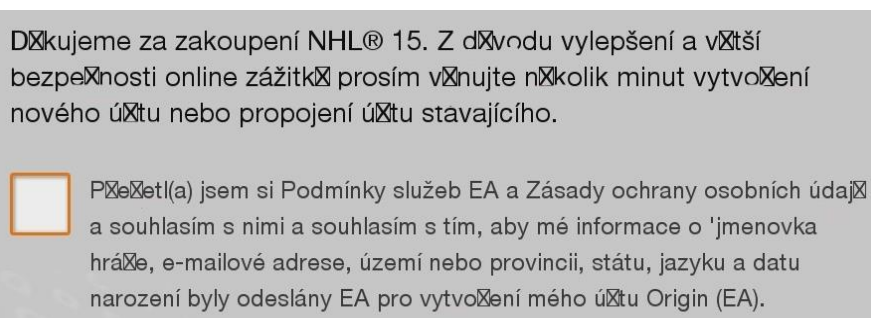 D☒kujeme za zakoupení NHL® 15. Z d☒vodu vylepšení a v☒tší
bezpe☒nosti online zážitk☒ prosím v☒nujte n☒kolik minut vytvo☒ení
nového ú☒tu nebo propojení ú☒tu stavajícího.
P☒e☒etl(a) jsem si Podmínky služeb EA a Zásady ochrany osobních údaj☒
a souhlasím s nimi a souhlasím s tím, aby mé informace o 'jmenovka
hrá☒e, e-mailové adrese, území nebo provincii, státu, jazyku a datu
narození byly odeslány EA pro vytvo☒ení mého ú☒tu Origin (EA).